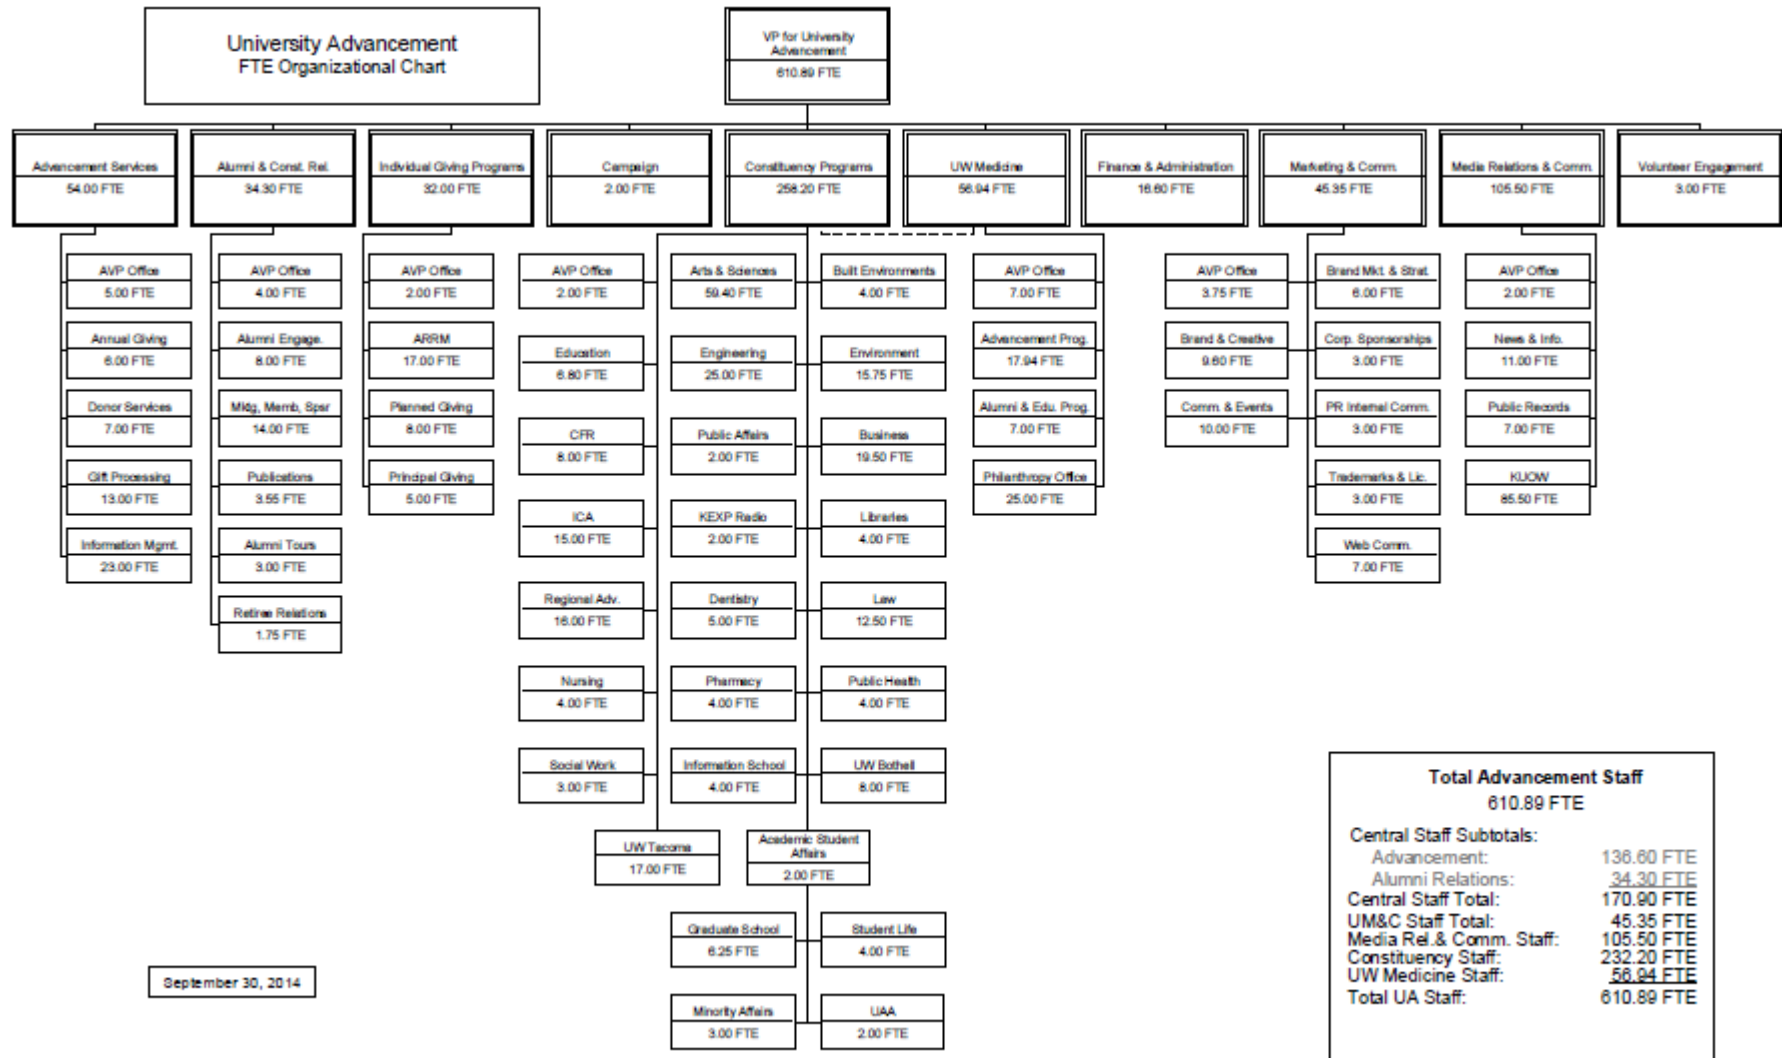 University Advancement
FTE Organizational Chart
VP for University
Advancement
610.89 FTE
Advancement Services
54.00 FTE
Alumni & Const. Rel.
34.30 FTE
Individual Giving Programs
32.00 FTE
Campaign
2.00 FTE
Constituency Programs
258.20 FTE
UW Medicine
56.94 FTE
Finance & Administration
16.60 FTE
Marketing & Comm.
45.35 FTE
Media Relations & Comm.
105.50 FTE
Volunteer Engagement
3.00 FTE
AVP Office
5.00 FTE
Annual Giving
6.00 FTE
Donor Services
7.00 FTE
Gift Processing
13.00 FTE
Information Mgmt.
23.00 FTE
AVP Office
4.00 FTE
Alumni Engage.
8.00 FTE
Mktg, Memb, Spsr
14.00 FTE
Publications
3.55 FTE
Alumni Tours
3.00 FTE
Retiree Relations
1.75 FTE
AVP Office
2.00 FTE
ARRM
17.00 FTE
Planned Giving
8.00 FTE
Principal Giving
5.00 FTE
AVP Office
2.00 FTE
Education
6.80 FTE
CFR
8.00 FTE
ICA
15.00 FTE
Regional Adv.
16.00 FTE
Nursing
4.00 FTE
Social Work
3.00 FTE
UW Tacoma
17.00 FTE
Arts & Sciences
59.40 FTE
Engineering
25.00 FTE
Public Affairs
2.00 FTE
KEXP Radio
2.00 FTE
Dentistry
5.00 FTE
Pharmacy
4.00 FTE
Information School
4.00 FTE
Built Environments
4.00 FTE
Environment
15.75 FTE
Business
19.50 FTE
Libraries
4.00 FTE
Law
12.50 FTE
Public Health
4.00 FTE
UW Bothell
8.00 FTE
Academic Student
Affairs
2.00 FTE
Graduate School
6.25 FTE
Student Life
4.00 FTE
Minority Affairs
3.00 FTE
UAA
2.00 FTE
AVP Office
7.00 FTE
Advancement Prog.
17.94 FTE
Alumni & Edu. Prog.
7.00 FTE
Philanthropy Office
25.00 FTE
AVP Office
3.75 FTE
Brand & Creative
9.60 FTE
Comm. & Events
10.00 FTE
Brand Mkt. & Strat.
6.00 FTE
Corp. Sponsorships
3.00 FTE
PR Internal Comm.
3.00 FTE
Trademarks & Lic.
3.00 FTE
Web Comm.
7.00 FTE
AVP Office
2.00 FTE
News & Info.
11.00 FTE
Public Records
7.00 FTE
KUOW
85.50 FTE
September 30, 2014
Total Advancement Staff
610.89 FTE
Central Staff Subtotals:
Advancement: 136.60 FTE
Alumni Relations: 34.30 FTE
Central Staff Total: 170.90 FTE
UM&C Staff Total: 45.35 FTE
Media Rel.& Comm. Staff: 105.50 FTE
Constituency Staff: 232.20 FTE
UW Medicine Staff: 56.94 FTE
Total UA Staff: 610.89 FTE